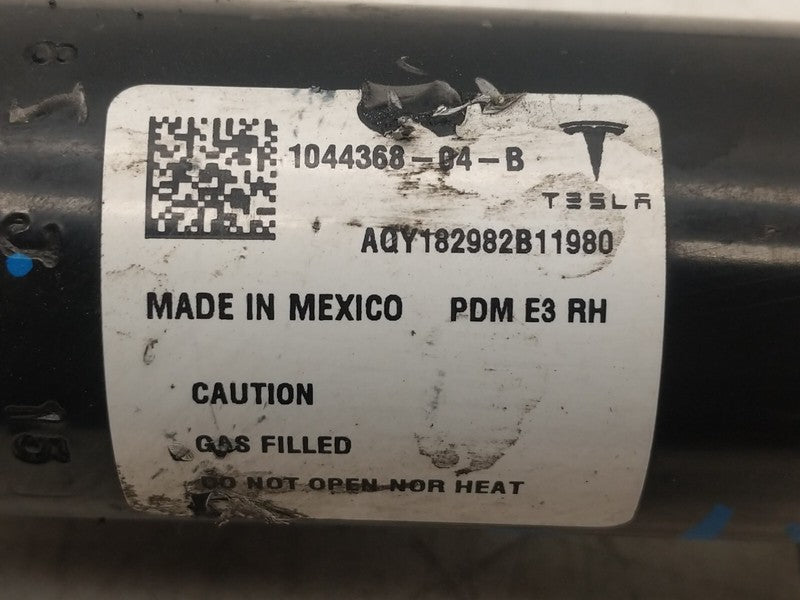 1044368-04-B
TESLA
AQY182982B11980
MADE IN MEXICO PDM E3 RH
CAUTION
GAS FILLED
DO NOT OPEN NOR HEAT